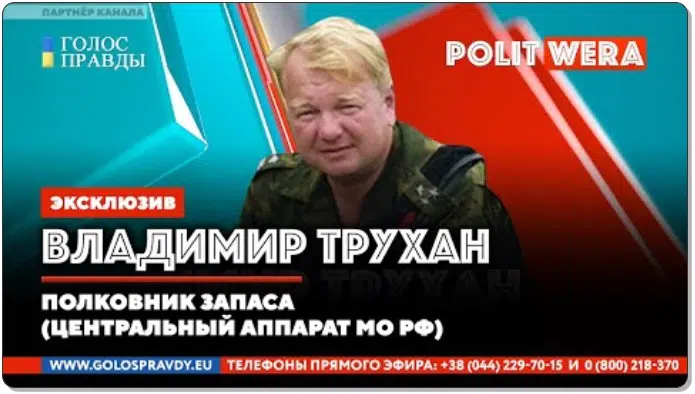 ПАРТНЁР КАНАЛА
ГОЛОС
ПРАВДЫ
POLIT WERA
ЭКСКЛЮЗИВ
ВЛАДИМИР ТРУХАН
ПОЛКОВНИК ЗАПАСА
(ЦЕНТРАЛЬНЫЙ АППАРАТ МО РФ)
WWW.GOLOSPRAVDY.EU ТЕЛЕФОНЫ ПРЯМОГО ЭФИРА: +38 (044) 229-70-15 И 0 (800) 218-370